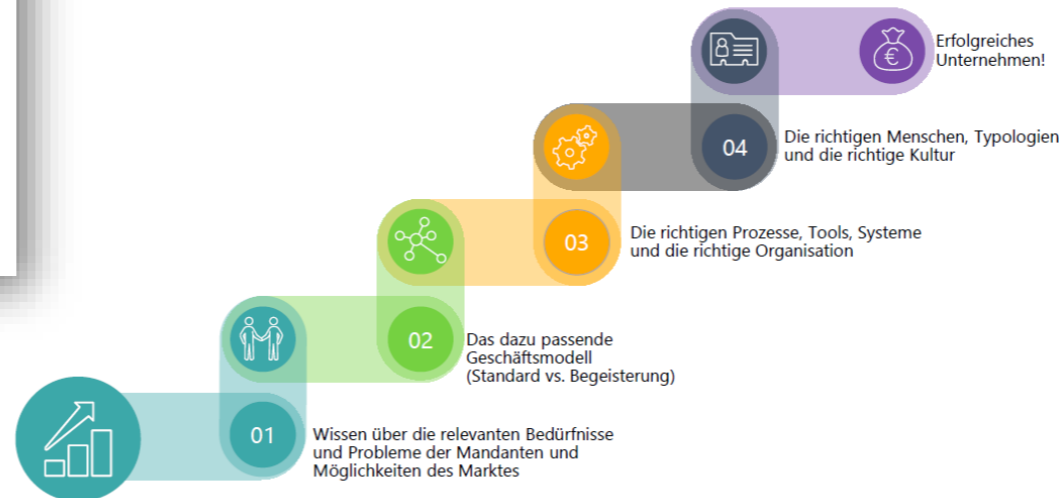 Erfolgreiches
Unternehmen!
04
Die richtigen Menschen, Typologien
und die richtige Kultur
03
Die richtigen Prozesse, Tools, Systeme
und die richtige Organisation
02
Das dazu passende
Geschäftsmodell
(Standard vs. Begeisterung)
01
Wissen über die relevanten Bedürfnisse
und Probleme der Mandanten und
Möglichkeiten des Marktes
€